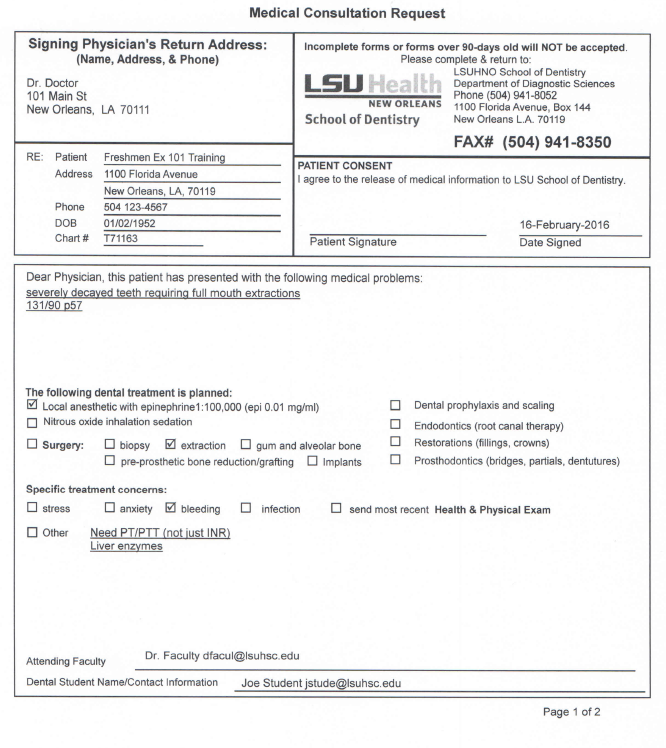 Medical Consultation Request
Signing Physician's Return Address:
(Name, Address, & Phone)
Dr. Doctor
101 Main St
New Orleans, LA 70111
Incomplete forms or forms over 90-days old will NOT be accepted.
Please complete & return to:
LSU Health
NEW ORLEANS
School of Dentistry
LSUHNO School of Dentistry
Department of Diagnostic Sciences
Phone (504) 941-8052
1100 Florida Avenue, Box 144
New Orleans L.A. 70119
FAX# (504) 941-8350
RE: Patient Freshmen Ex 101 Training
Address 1100 Florida Avenue
New Orleans, LA, 70119
Phone 504 123-4567
DOB 01/02/1952
Chart # T71163
PATIENT CONSENT
I agree to the release of medical information to LSU School of Dentistry.
16-February-2016
Patient Signature Date Signed
Dear Physician, this patient has presented with the following medical problems:
severely decayed teeth requiring full mouth extractions
131/90 p57
The following dental treatment is planned:
Local anesthetic with epinephrine1:100,000 (epi 0.01 mg/ml)
Nitrous oxide inhalation sedation
Surgery: biopsy extraction gum and alveolar bone
pre-prosthetic bone reduction/grafting Implants
Dental prophylaxis and scaling
Endodontics (root canal therapy)
Restorations (fillings, crowns)
Prosthodontics (bridges, partials, dentutures)
Specific treatment concerns:
stress anxiety bleeding infection send most recent Health & Physical Exam
Other Need PT/PTT (not just INR)
Liver enzymes
Attending Faculty Dr. Faculty dfacul@lsuhsc.edu
Dental Student Name/Contact Information Joe Student jstude@lsuhsc.edu
Page 1 of 2